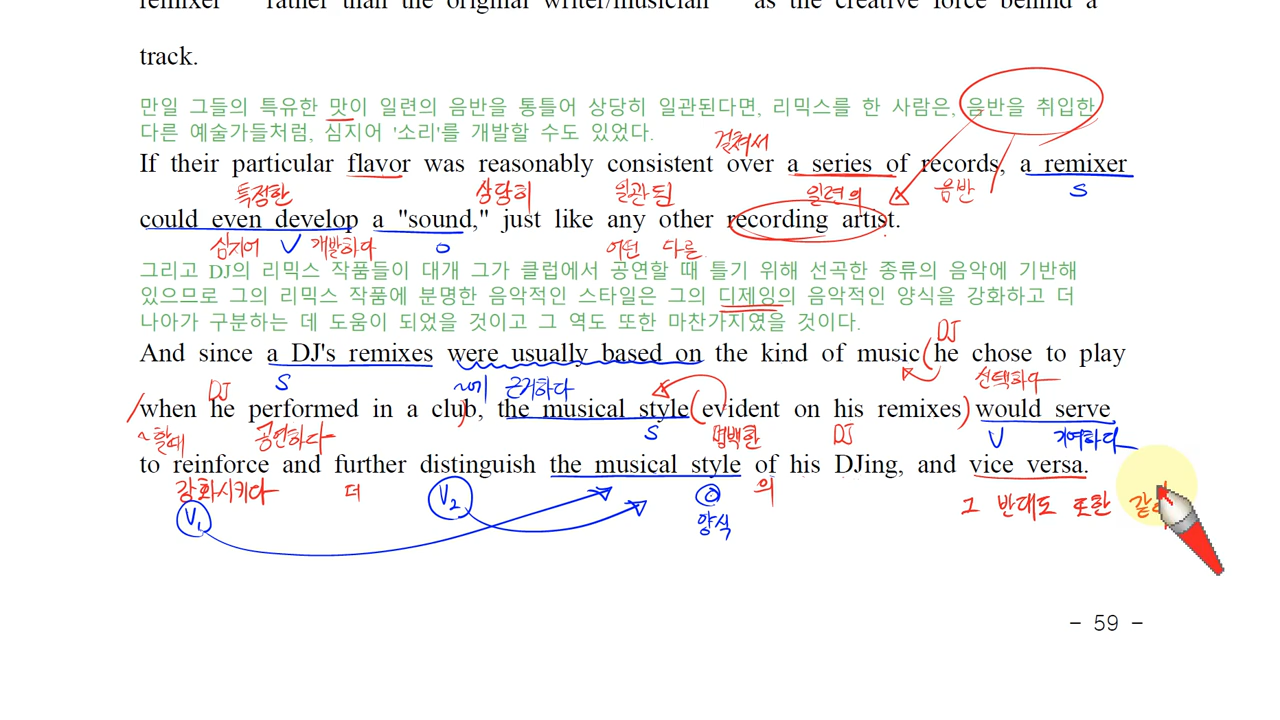 remixer rather than the original writer/musician as the creative force behind a
track.
만일 그들의 특유한 맛이 일련의 음반을 통틀어 상당히 일관된다면, 리믹스를 한 사람은, 음반을 취입한
다른 예술가들처럼, 심지어 '소리'를 개발할 수도 있었다.
걸쳐서
If their particular flavor was reasonably consistent over a series of records, a remixer
특정한 상당히 일관된 일련의 음반 S
could even develop a "sound," just like any other recording artist.
심지어 V 개발하다 O 어떤 다른
그리고 DJ의 리믹스 작품들이 대개 그가 클럽에서 공연할 때 틀기 위해 선곡한 종류의 음악에 기반해
있으므로 그의 리믹스 작품에 분명한 음악적인 스타일은 그의 디제잉의 음악적인 양식을 강화하고 더
나아가 구분하는 데 도움이 되었을 것이고 그 역도 또한 마찬가지였을 것이다.
DJ
And since a DJ's remixes were usually based on the kind of music (he chose to play
DJ S ~에 근거하다 선택하다
/when he performed in a club), the musical style (evident on his remixes) would serve
~할때 공연하다 S 명백한 DJ V 기여하다
to reinforce and further distinguish the musical style of his DJing, and vice versa.
강화시키다 더 의
V1 V2 O 양식 그 반대도 또한
- 59 -